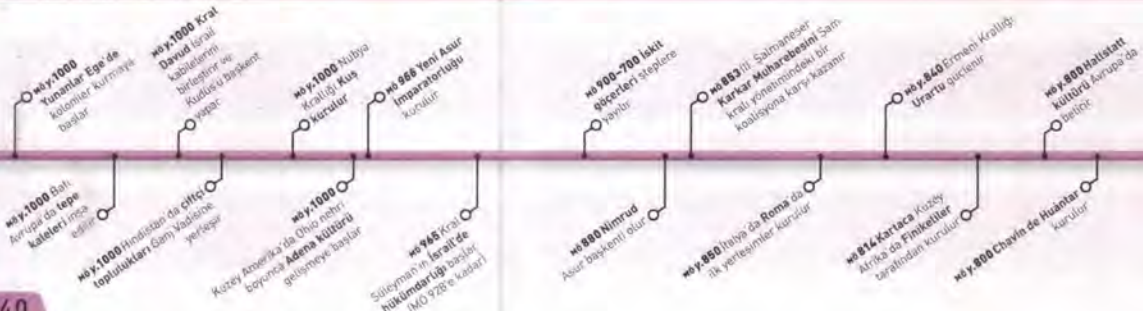 MÖ y.1000
Yunanlar Ege'de
koloniler kurmaya
başlar
MÖ y.1000 Kral
Davud İsrail
kabilelerini
birleştirir ve
Kudüs'ü başkent
yapar
MÖ y.1000 Nubya
Krallığı Kuş
kurulur
MÖ 966 Yeni Asur
İmparatorluğu
kurulur
MÖ 900–700 İskit
göçerleri steplere
yayılır
MÖ 853 III. Salmaneser
Karkar Muharebesini Şam
kralı yönetimindeki bir
koalisyona karşı kazanır
MÖ y.840 Ermeni Krallığı
Urartu güçlenir
MÖ y.800 Hallstatt
kültürü Avrupa'da
belirir
MÖ y.1000 Batı
Avrupa'da tepe
kaleleri inşa
edilir
MÖ y.1000 Hindistan'da çiftçi
toplulukları Ganj Vadisine
yerleşir
MÖ y.1000
Kuzey Amerika'da Ohio nehri
boyunca Adena Kültürü
gelişmeye başlar
MÖ 965 Kral
Süleyman'ın İsrail'de
hükümdarlığı başlar
(MÖ 928'e kadar)
MÖ 880 Nimrud
Asur başkenti olur
MÖ y.850 İtalya'da Roma'da
ilk yerleşimler kurulur
MÖ 814 Kartaca Kuzey
Afrika'da Finikeliler
tarafından kurulur
MÖ y.800 Chavín de Huántar
kurulur
40